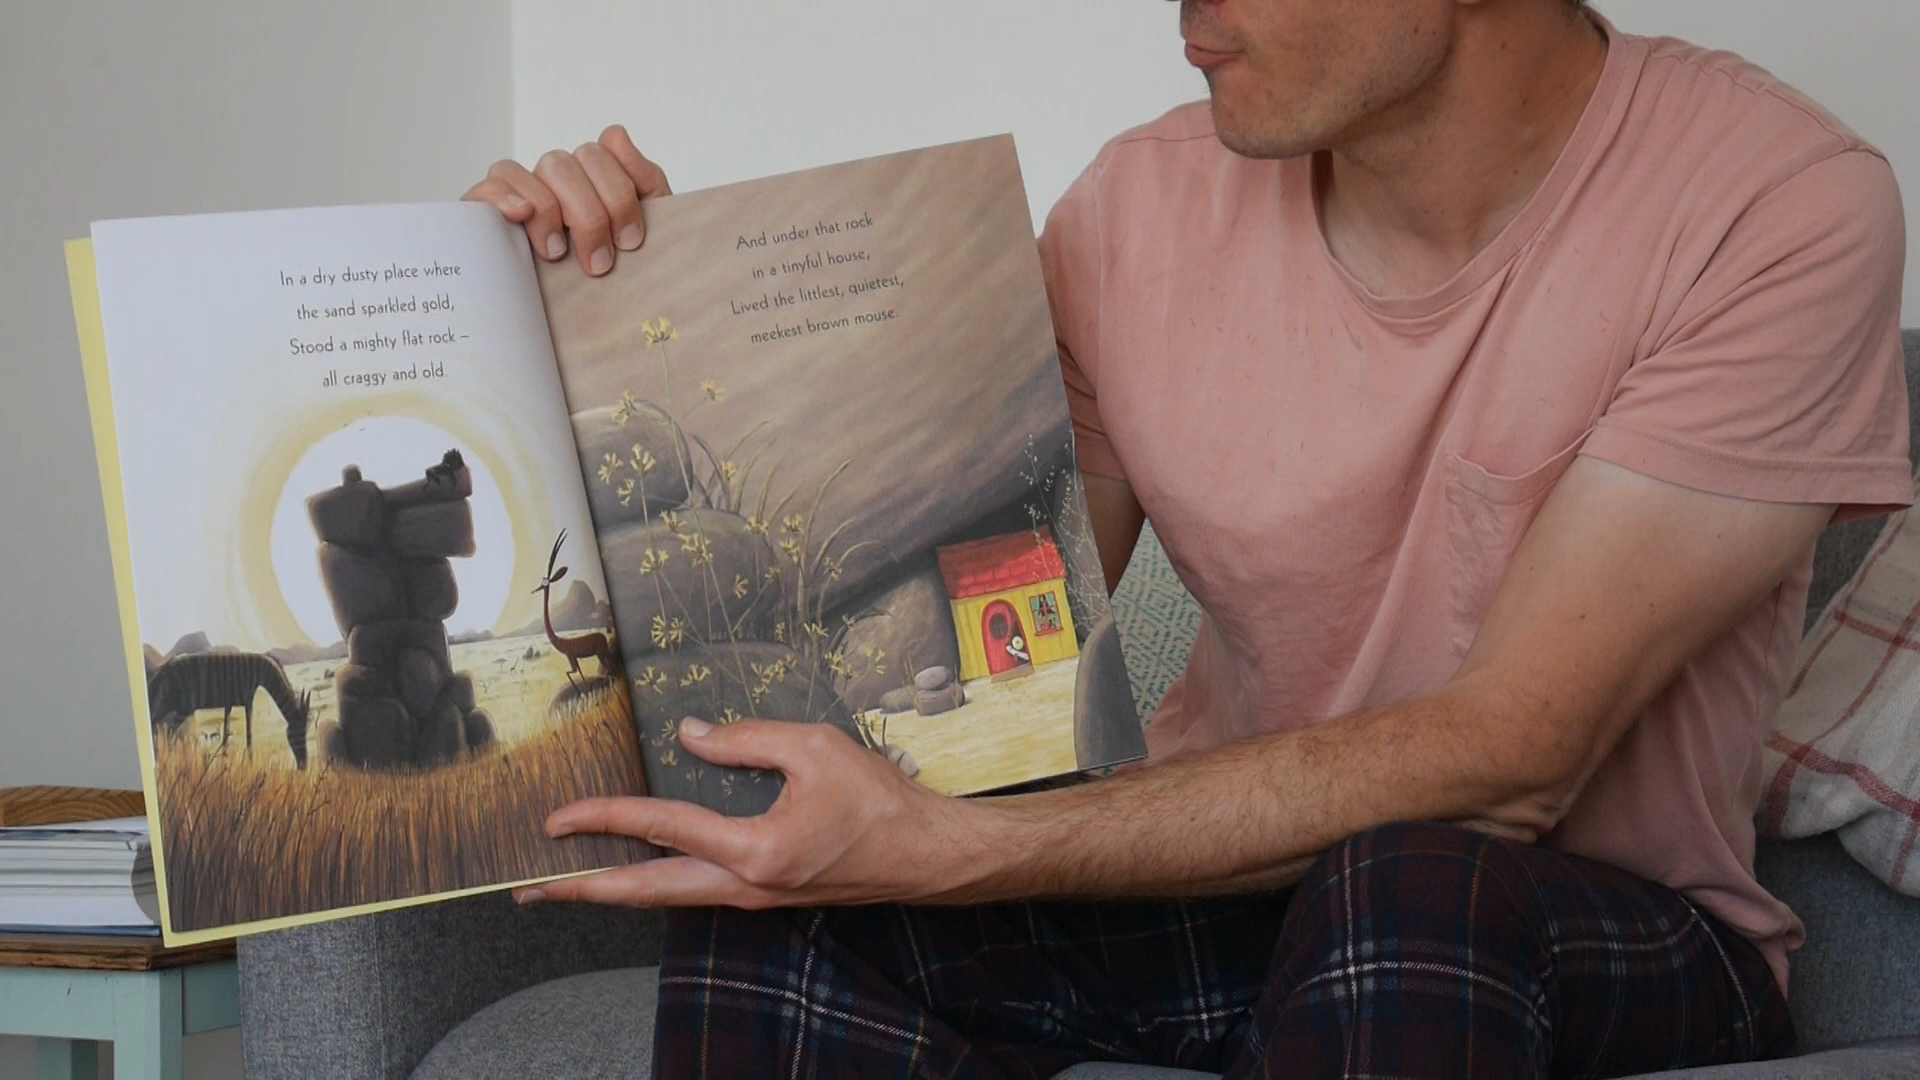 In a dry dusty place where
the sand sparkled gold,
Stood a mighty flat rock –
all craggy and old.
And under that rock
in a tinyful house,
Lived the littlest, quietest,
meekest brown mouse.